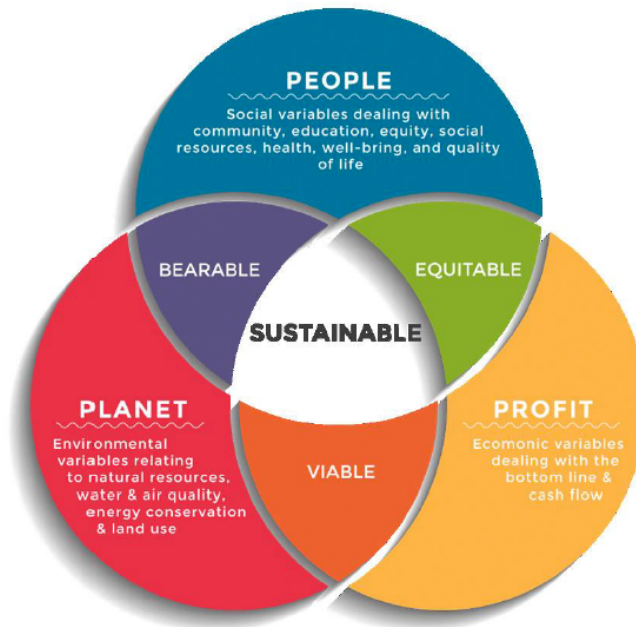 PEOPLE
Social variables dealing with
community, education, equity, social
resources, health, well-bring, and quality
of life
BEARABLE
EQUITABLE
SUSTAINABLE
PLANET
Environmental
variables relating
to natural resources,
water & air quality,
energy conservation
& land use
VIABLE
PROFIT
Ecomonic variables
dealing with the
bottom line &
cash flow